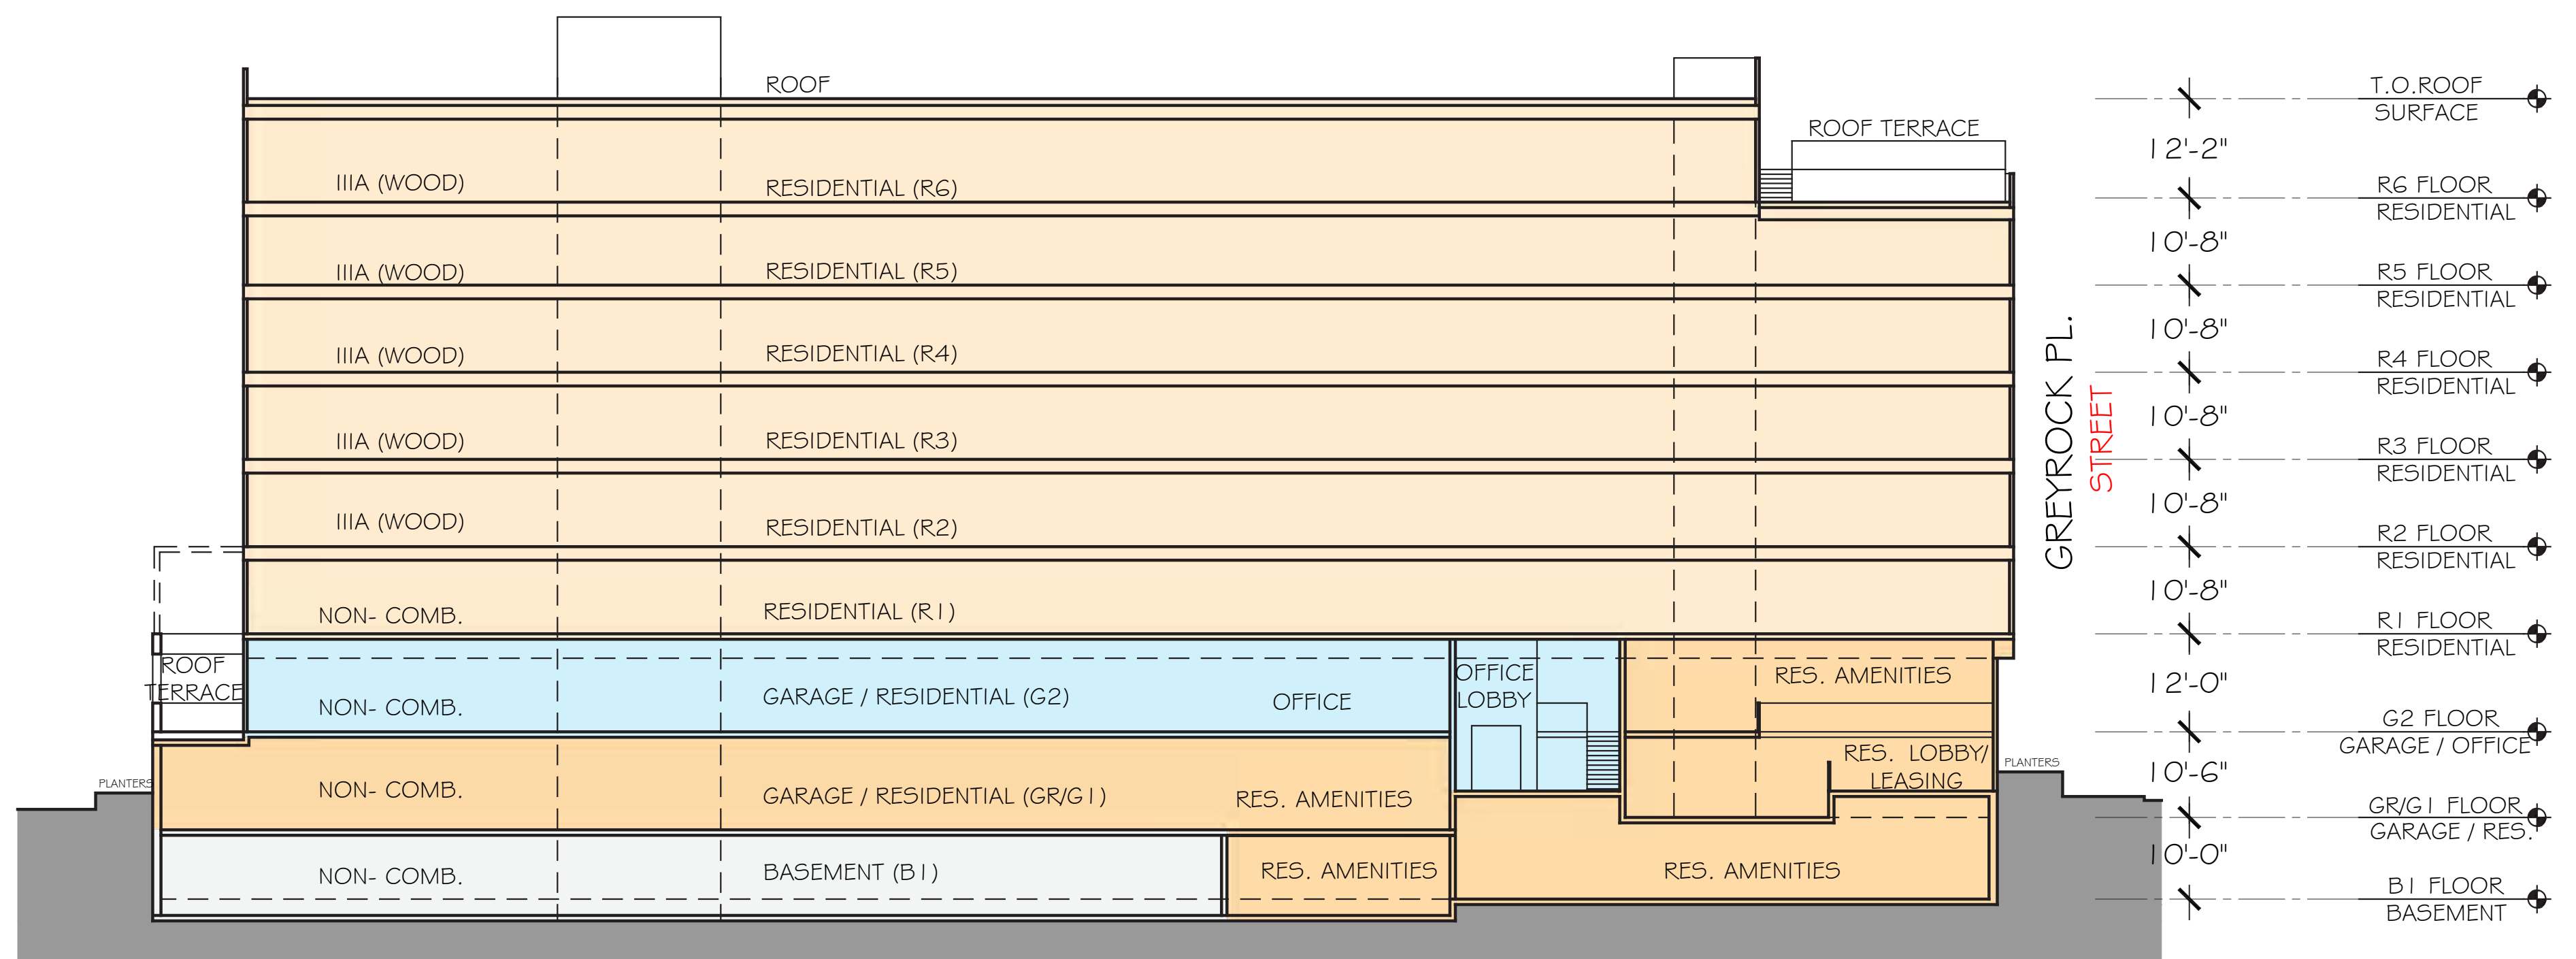 ROOF
T.O.ROOF
SURFACE
ROOF TERRACE
12'-2"
IIIA (WOOD)
RESIDENTIAL (R6)
R6 FLOOR
RESIDENTIAL
10'-8"
IIIA (WOOD)
RESIDENTIAL (R5)
R5 FLOOR
RESIDENTIAL
10'-8"
IIIA (WOOD)
RESIDENTIAL (R4)
R4 FLOOR
RESIDENTIAL
GREYROCK PL.
STREET
10'-8"
IIIA (WOOD)
RESIDENTIAL (R3)
R3 FLOOR
RESIDENTIAL
10'-8"
IIIA (WOOD)
RESIDENTIAL (R2)
R2 FLOOR
RESIDENTIAL
10'-8"
NON- COMB.
RESIDENTIAL (R1)
R1 FLOOR
RESIDENTIAL
ROOF
TERRACE
NON- COMB.
GARAGE / RESIDENTIAL (G2)
OFFICE
OFFICE
LOBBY
RES. AMENITIES
12'-0"
G2 FLOOR
GARAGE / OFFICE
PLANTERS
NON- COMB.
GARAGE / RESIDENTIAL (GR/G1)
RES. AMENITIES
RES. LOBBY/
LEASING
PLANTERS
10'-6"
GR/G1 FLOOR
GARAGE / RES.
10'-0"
NON- COMB.
BASEMENT (B1)
RES. AMENITIES
RES. AMENITIES
B1 FLOOR
BASEMENT